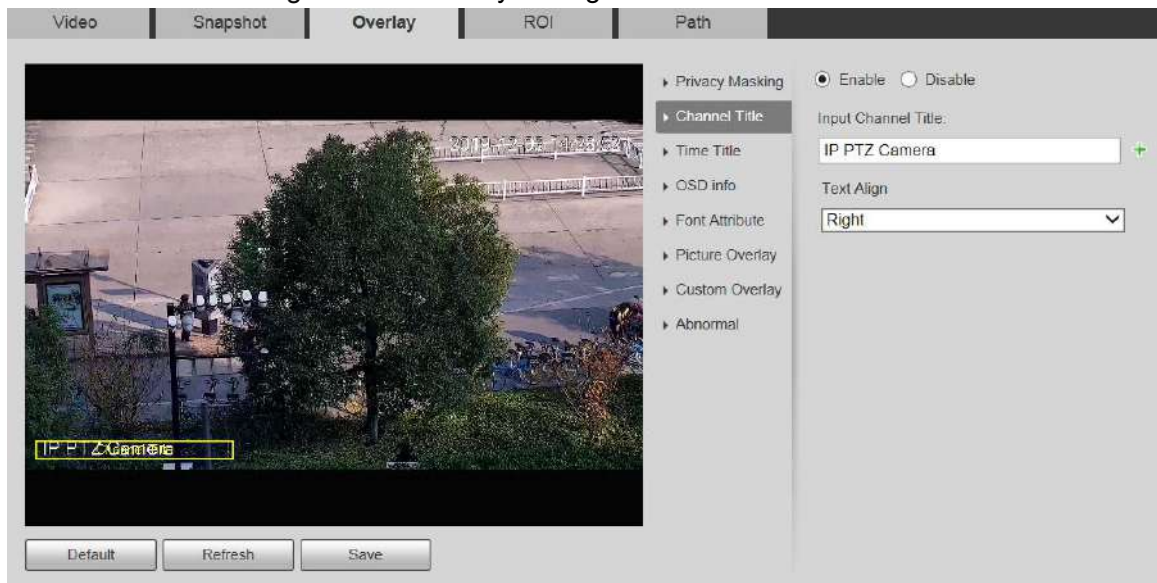 Video Snapshot Overlay ROI Path
Privacy Masking
Channel Title
Time Title
OSD info
Font Attribute
Picture Overlay
Custom Overlay
Abnormal
Enable Disable
Input Channel Title:
IP PTZ Camera
Text Align
Right
IP PTZ Camera
Default Refresh Save